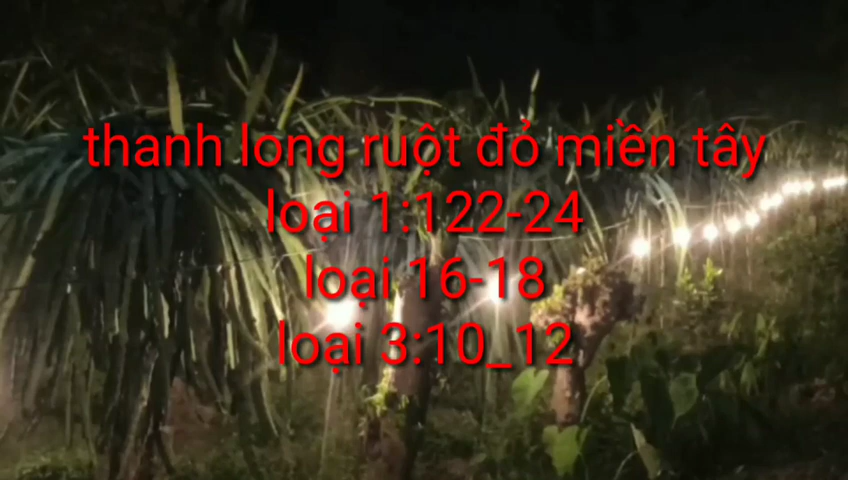 thanh long ruột đỏ miền tây
loại 1:122-24
loại 16-18
loại 3:10_12